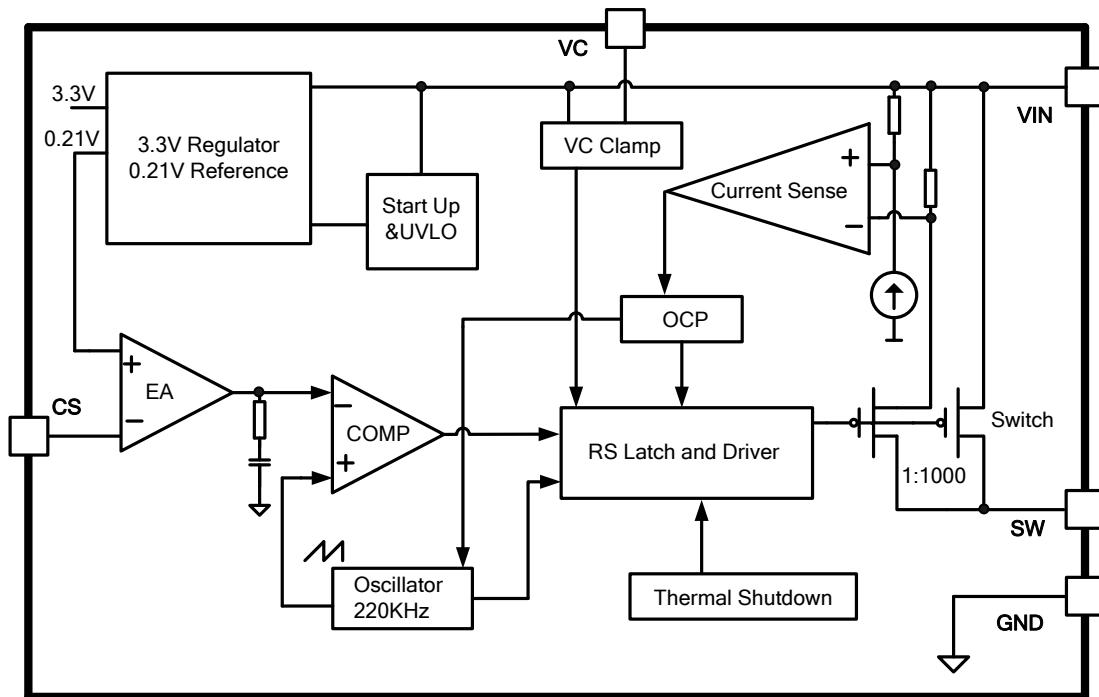 VC
3.3V
0.21V
3.3V Regulator
0.21V Reference
Start Up
&UVLO
VC Clamp
Current Sense
+
−
VIN
OCP
CS
+
EA
−
−
COMP
+
RS Latch and Driver
Switch
1:1000
SW
Oscillator
220KHz
Thermal Shutdown
GND